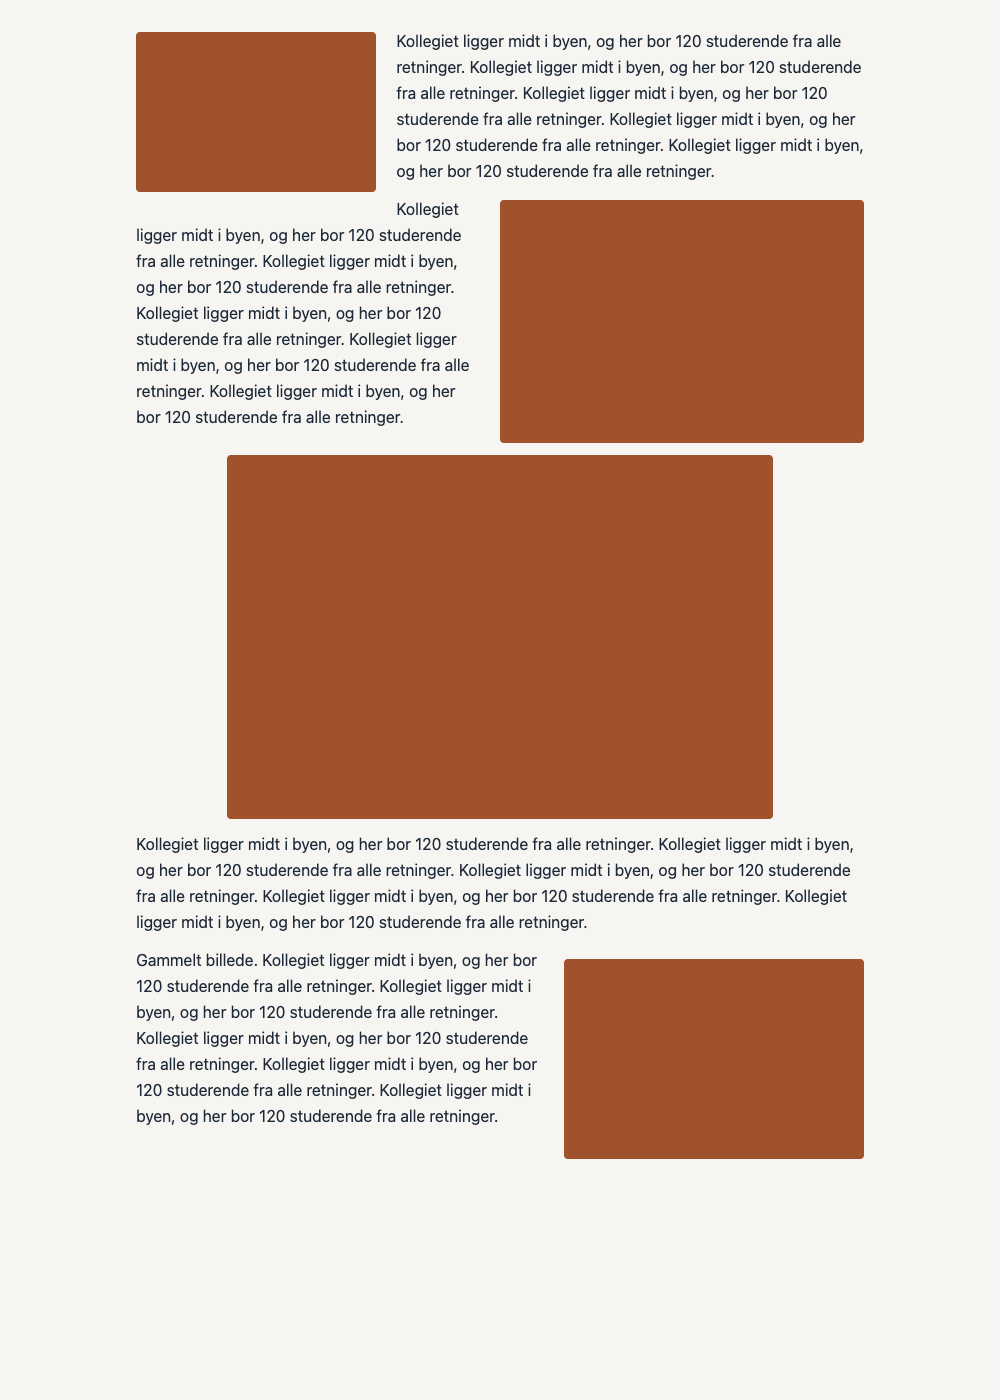 Kollegiet ligger midt i byen, og her bor 120 studerende fra alle
retninger. Kollegiet ligger midt i byen, og her bor 120 studerende
fra alle retninger. Kollegiet ligger midt i byen, og her bor 120
studerende fra alle retninger. Kollegiet ligger midt i byen, og her
bor 120 studerende fra alle retninger. Kollegiet ligger midt i byen,
og her bor 120 studerende fra alle retninger.
Kollegiet
ligger midt i byen, og her bor 120 studerende
fra alle retninger. Kollegiet ligger midt i byen,
og her bor 120 studerende fra alle retninger.
Kollegiet ligger midt i byen, og her bor 120
studerende fra alle retninger. Kollegiet ligger
midt i byen, og her bor 120 studerende fra alle
retninger. Kollegiet ligger midt i byen, og her
bor 120 studerende fra alle retninger.
Kollegiet ligger midt i byen, og her bor 120 studerende fra alle retninger. Kollegiet ligger midt i byen,
og her bor 120 studerende fra alle retninger. Kollegiet ligger midt i byen, og her bor 120 studerende
fra alle retninger. Kollegiet ligger midt i byen, og her bor 120 studerende fra alle retninger. Kollegiet
ligger midt i byen, og her bor 120 studerende fra alle retninger.
Gammelt billede. Kollegiet ligger midt i byen, og her bor
120 studerende fra alle retninger. Kollegiet ligger midt i
byen, og her bor 120 studerende fra alle retninger.
Kollegiet ligger midt i byen, og her bor 120 studerende
fra alle retninger. Kollegiet ligger midt i byen, og her bor
120 studerende fra alle retninger. Kollegiet ligger midt i
byen, og her bor 120 studerende fra alle retninger.